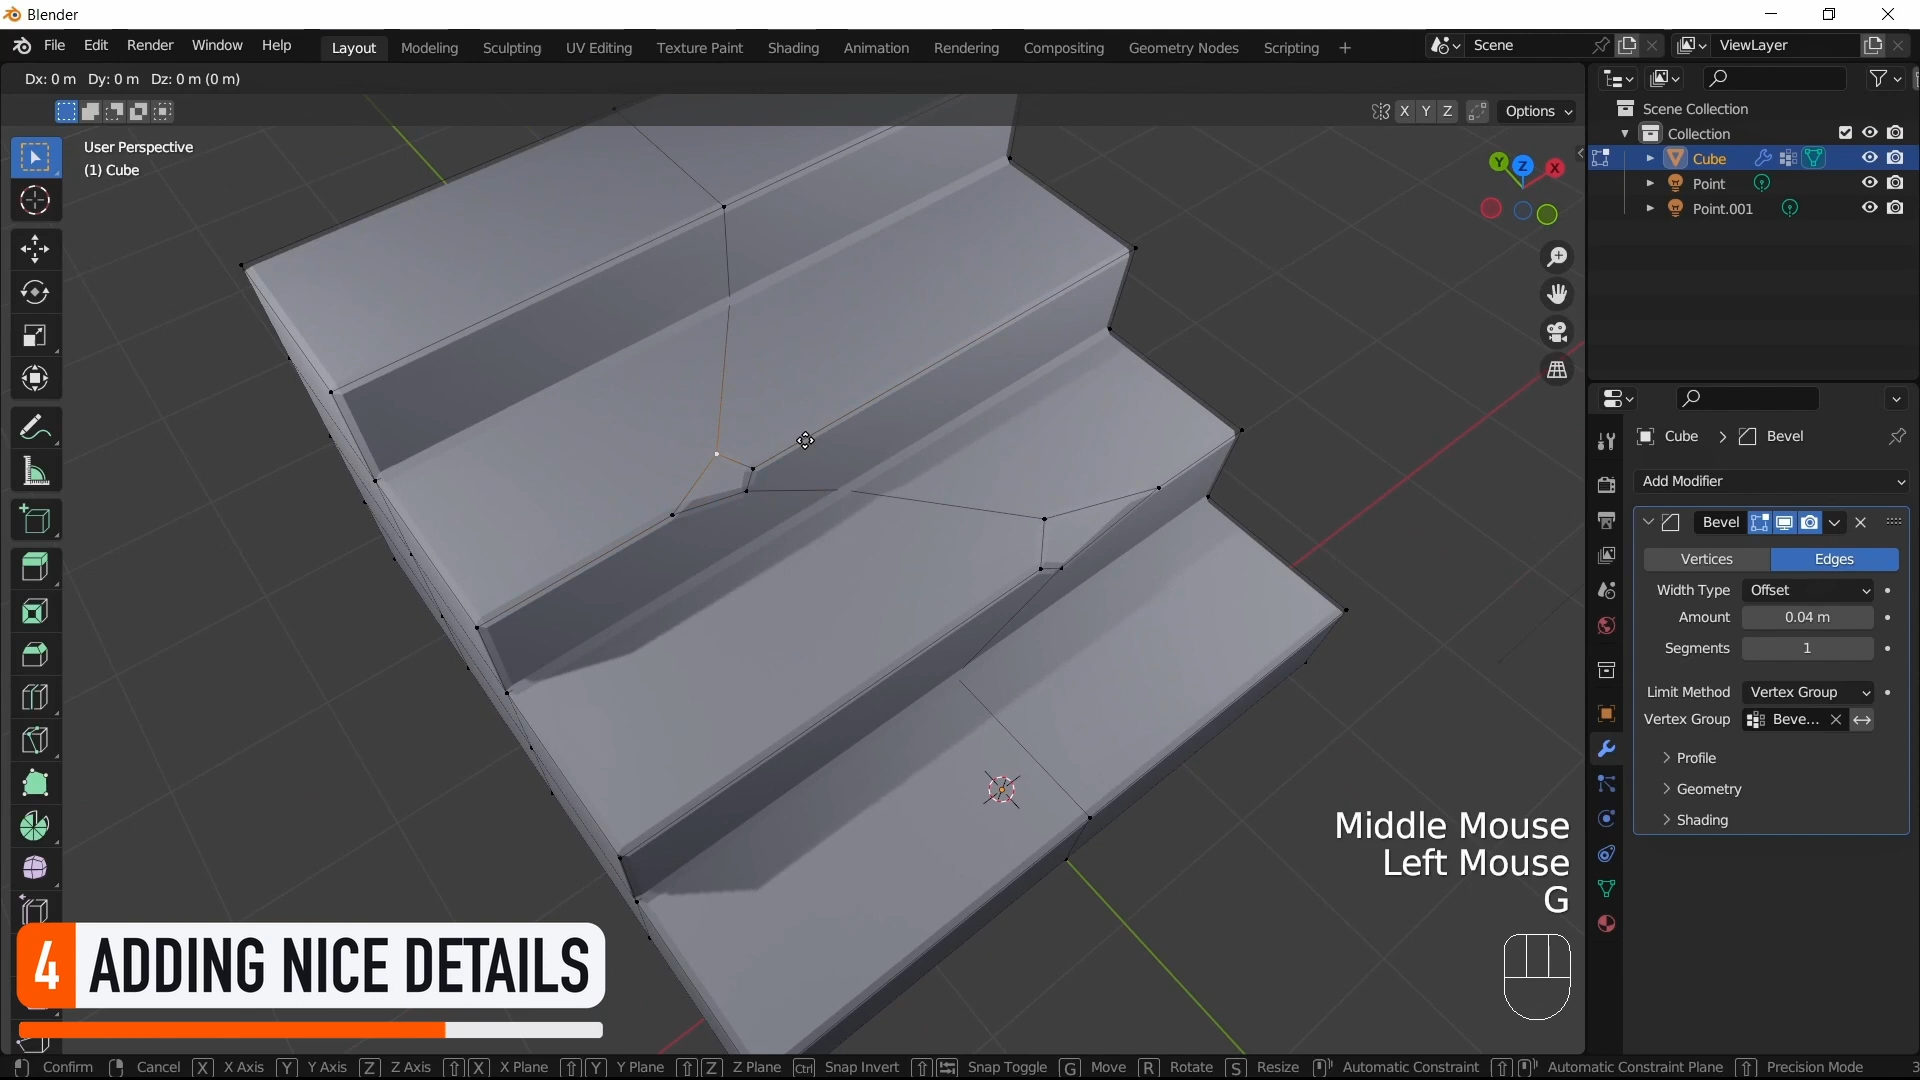 Blender
File Edit Render Window Help
Layout Modeling Sculpting UV Editing Texture Paint Shading Animation Rendering Compositing Geometry Nodes Scripting +
Scene
ViewLayer
Dx: 0 m Dy: 0 m Dz: 0 m (0 m)
X Y Z Options
User Perspective
(1) Cube
Y Z X
Scene Collection
Collection
Cube
Point
Point.001
Cube > Bevel
Add Modifier
Bevel
Vertices Edges
Width Type Offset
Amount 0.04 m
Segments 1
Limit Method Vertex Group
Vertex Group Beve...
Profile
Geometry
Shading
Middle Mouse
Left Mouse
G
4 ADDING NICE DETAILS
Confirm Cancel X X Axis Y Y Axis Z Z Axis X X Plane Y Y Plane Z Z Plane Ctrl Snap Invert Snap Toggle G Move R Rotate S Resize Automatic Constraint Automatic Constraint Plane Precision Mode 3